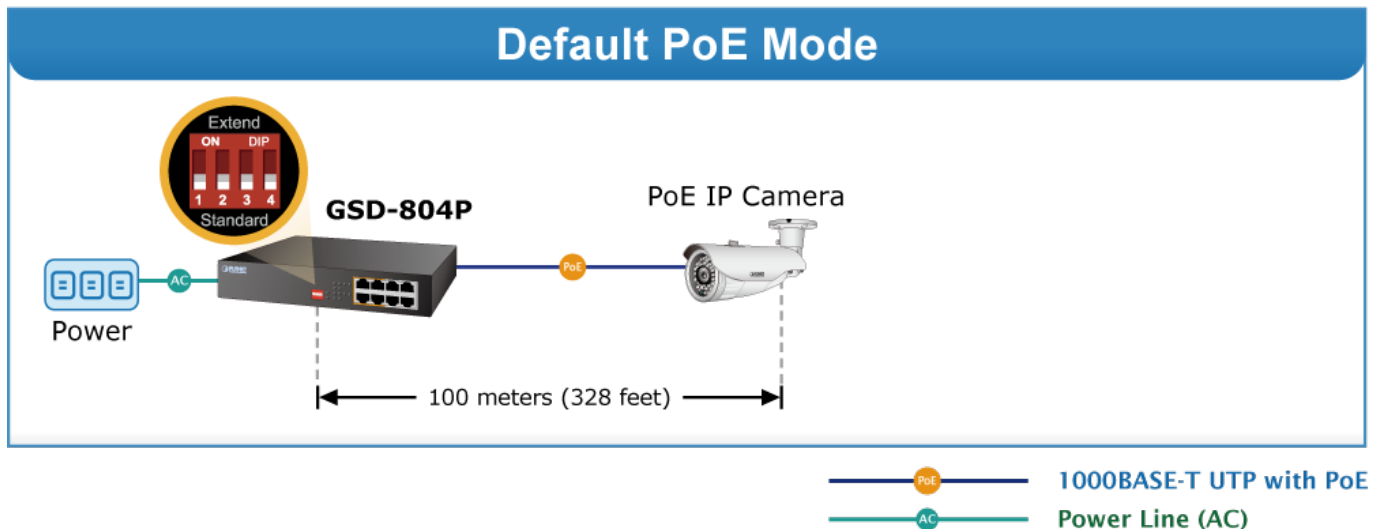 Default PoE Mode
Extend
ON DIP
1 2 3 4
Standard
GSD-804P
PoE IP Camera
PLANET
AC
PoE
Power
100 meters (328 feet)
PoE 1000BASE-T UTP with PoE
AC Power Line (AC)